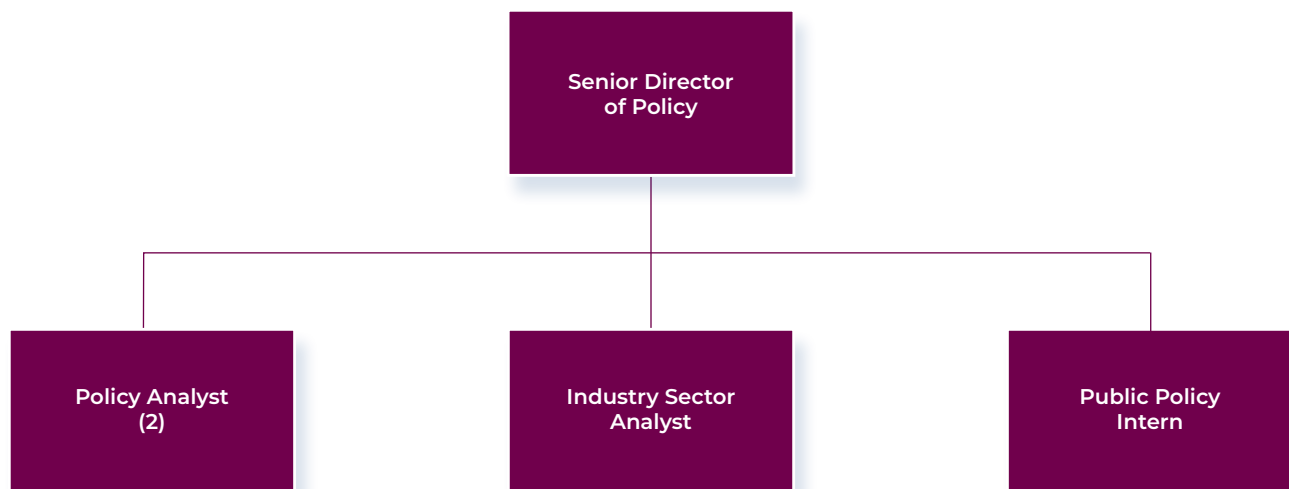 Senior Director
of Policy
Policy Analyst
(2)
Industry Sector
Analyst
Public Policy
Intern